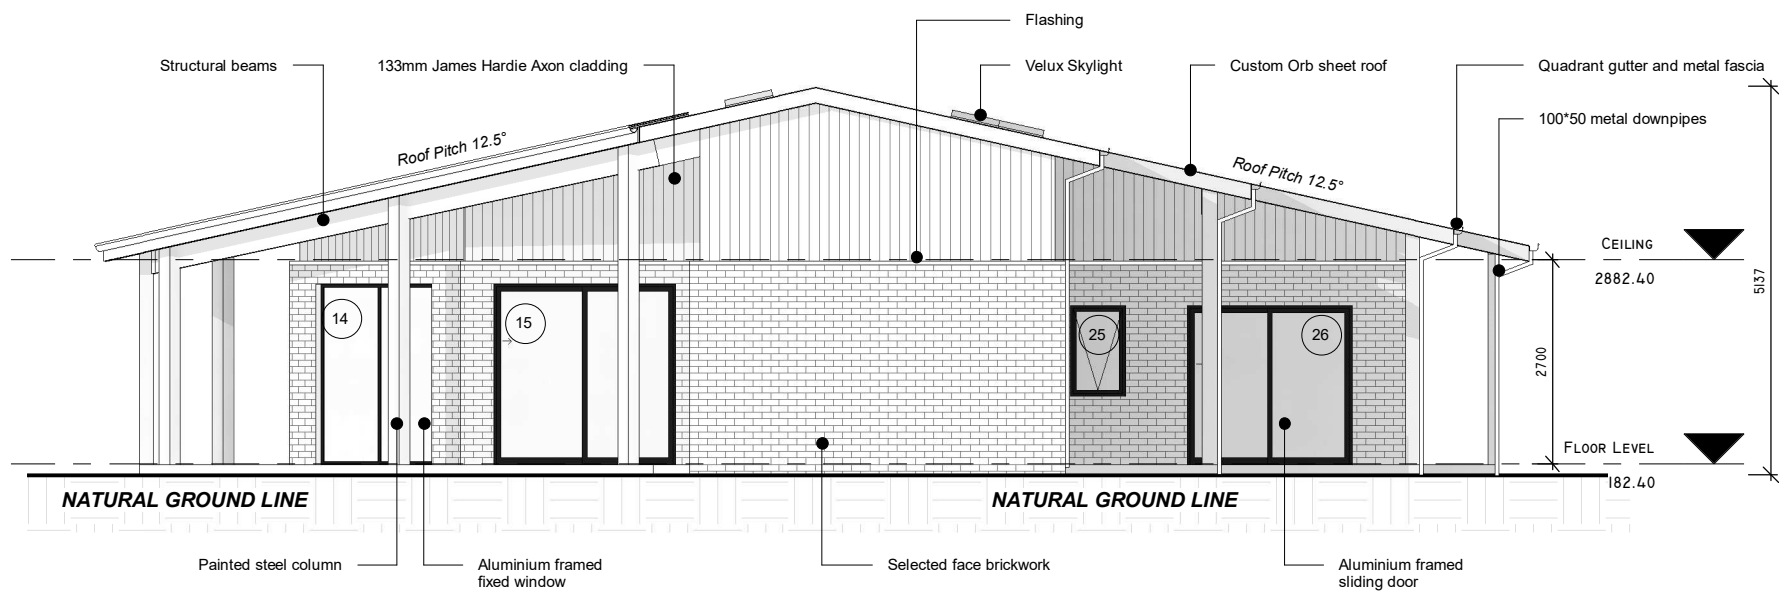 Flashing
Structural beams
133mm James Hardie Axon cladding
Velux Skylight
Custom Orb sheet roof
Quadrant gutter and metal fascia
100*50 metal downpipes
Roof Pitch 12.5°
Roof Pitch 12.5°
CEILING
2882.40
5137
14
15
25
26
2700
FLOOR LEVEL
182.40
NATURAL GROUND LINE
NATURAL GROUND LINE
Painted steel column
Aluminium framed
fixed window
Selected face brickwork
Aluminium framed
sliding door